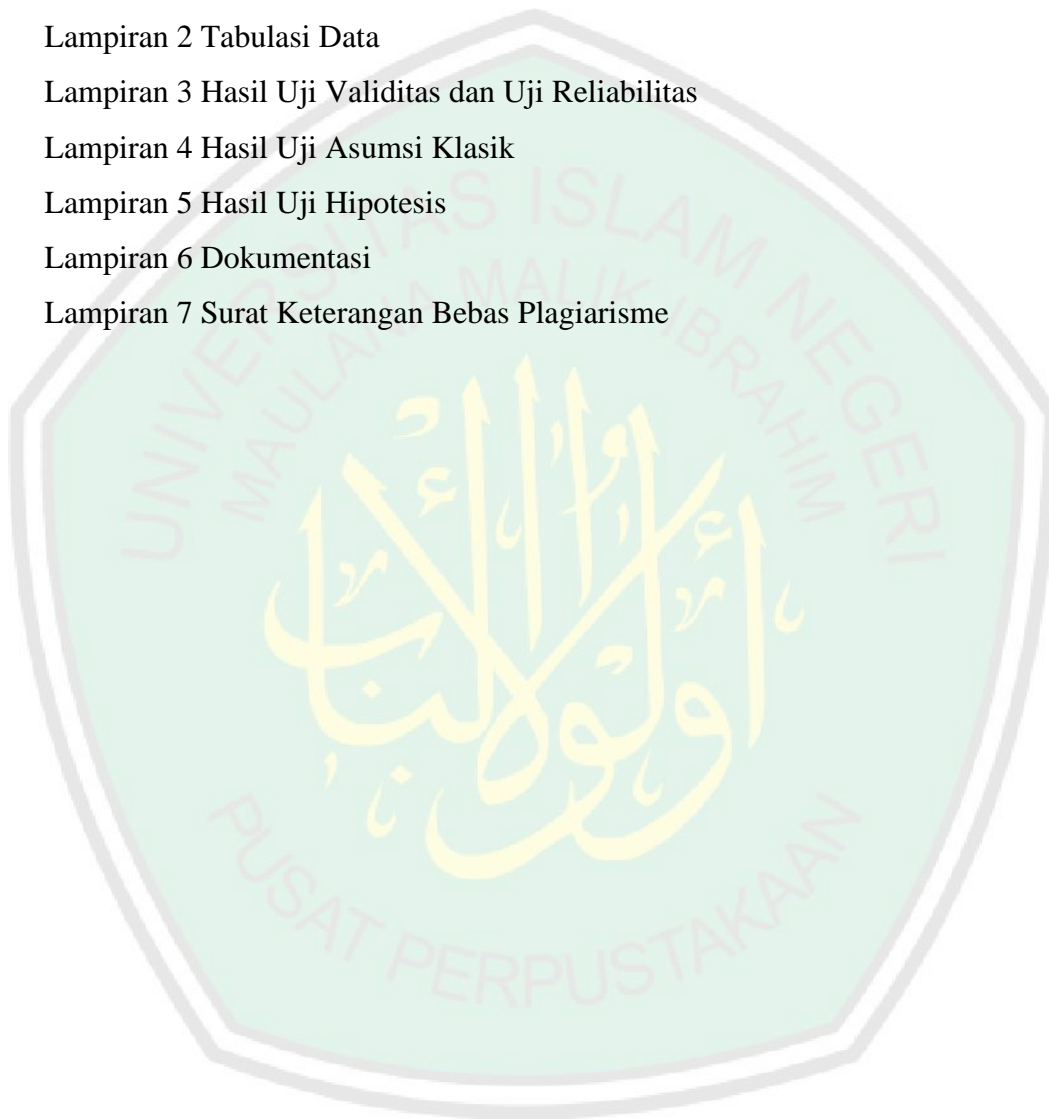 Lampiran 2 Tabulasi Data
Lampiran 3 Hasil Uji Validitas dan Uji Reliabilitas
Lampiran 4 Hasil Uji Asumsi Klasik
Lampiran 5 Hasil Uji Hipotesis
Lampiran 6 Dokumentasi
Lampiran 7 Surat Keterangan Bebas Plagiarisme
UNIVERSITAS ISLAM NEGERI
MAULANA MALIK IBRAHIM
أولوا الألباب
PUSAT PERPUSTAKAAN